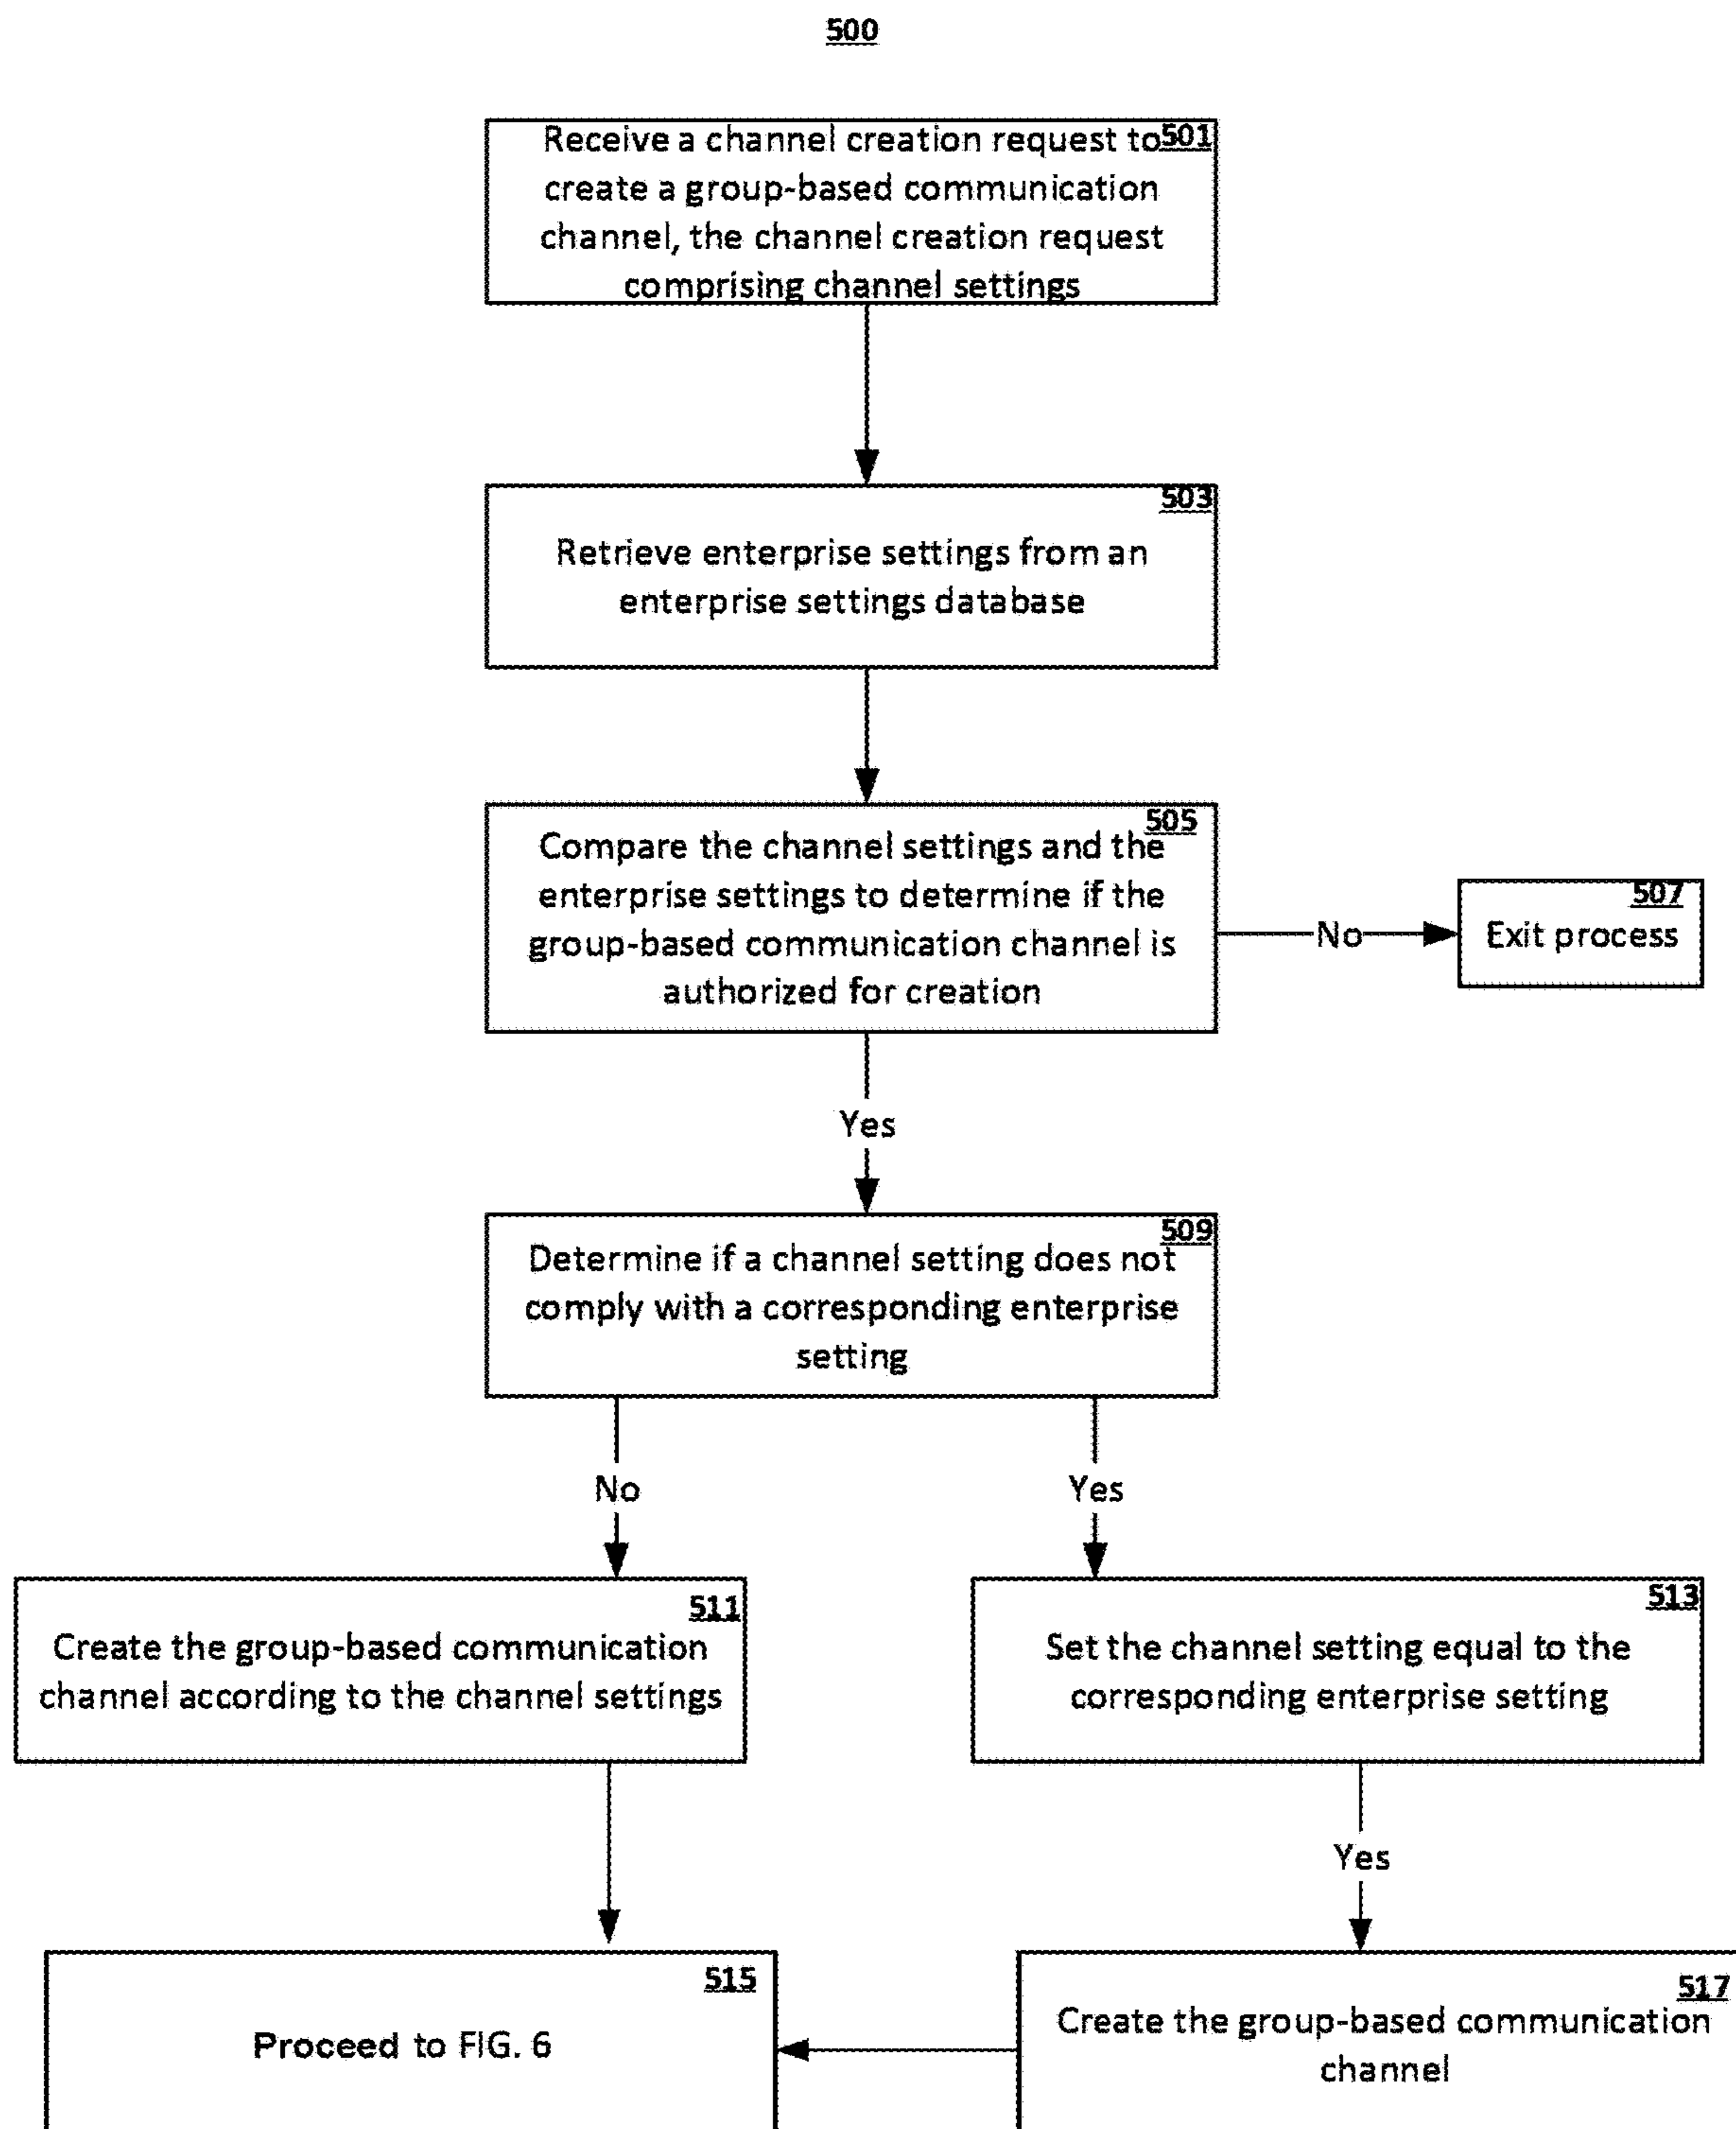 500
501
Receive a channel creation request to
create a group-based communication
channel, the channel creation request
comprising channel settings
503
Retrieve enterprise settings from an
enterprise settings database
505
Compare the channel settings and the
enterprise settings to determine if the
group-based communication channel is
authorized for creation
No
507
Exit process
Yes
509
Determine if a channel setting does not
comply with a corresponding enterprise
setting
No
Yes
511
Create the group-based communication
channel according to the channel settings
513
Set the channel setting equal to the
corresponding enterprise setting
Yes
515
Proceed to FIG. 6
517
Create the group-based communication
channel